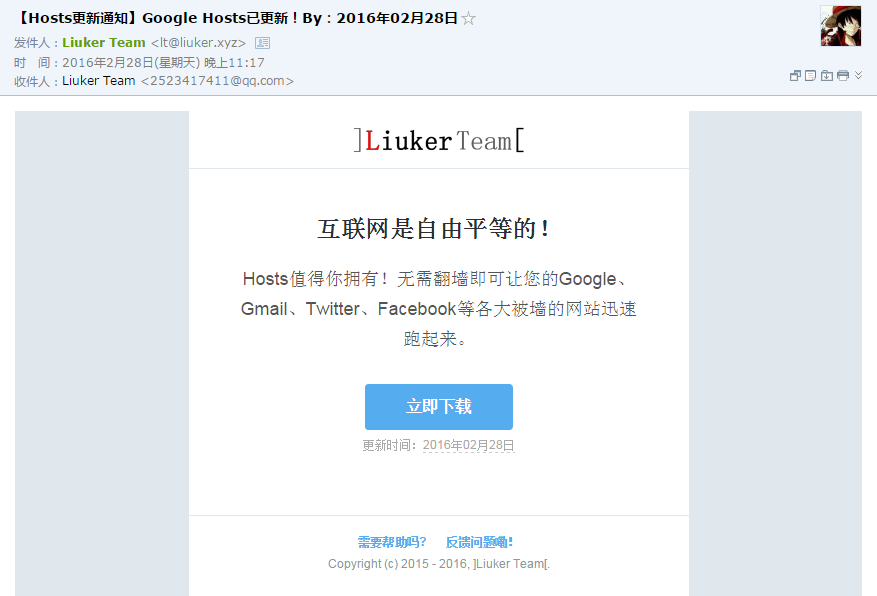 【Hosts更新通知】Google Hosts已更新！By：2016年02月28日☆
发件人：Liuker Team <lt@liuker.xyz>
时　间：2016年2月28日(星期天) 晚上11:17
收件人：Liuker Team <2523417411@qq.com>
]LiukerTeam[
互联网是自由平等的！
Hosts值得你拥有！无需翻墙即可让您的Google、
Gmail、Twitter、Facebook等各大被墙的网站迅速
跑起来。
立即下载
更新时间：2016年02月28日
需要帮助吗？ 反馈问题嘞！
Copyright (c) 2015 - 2016, ]Liuker Team[.